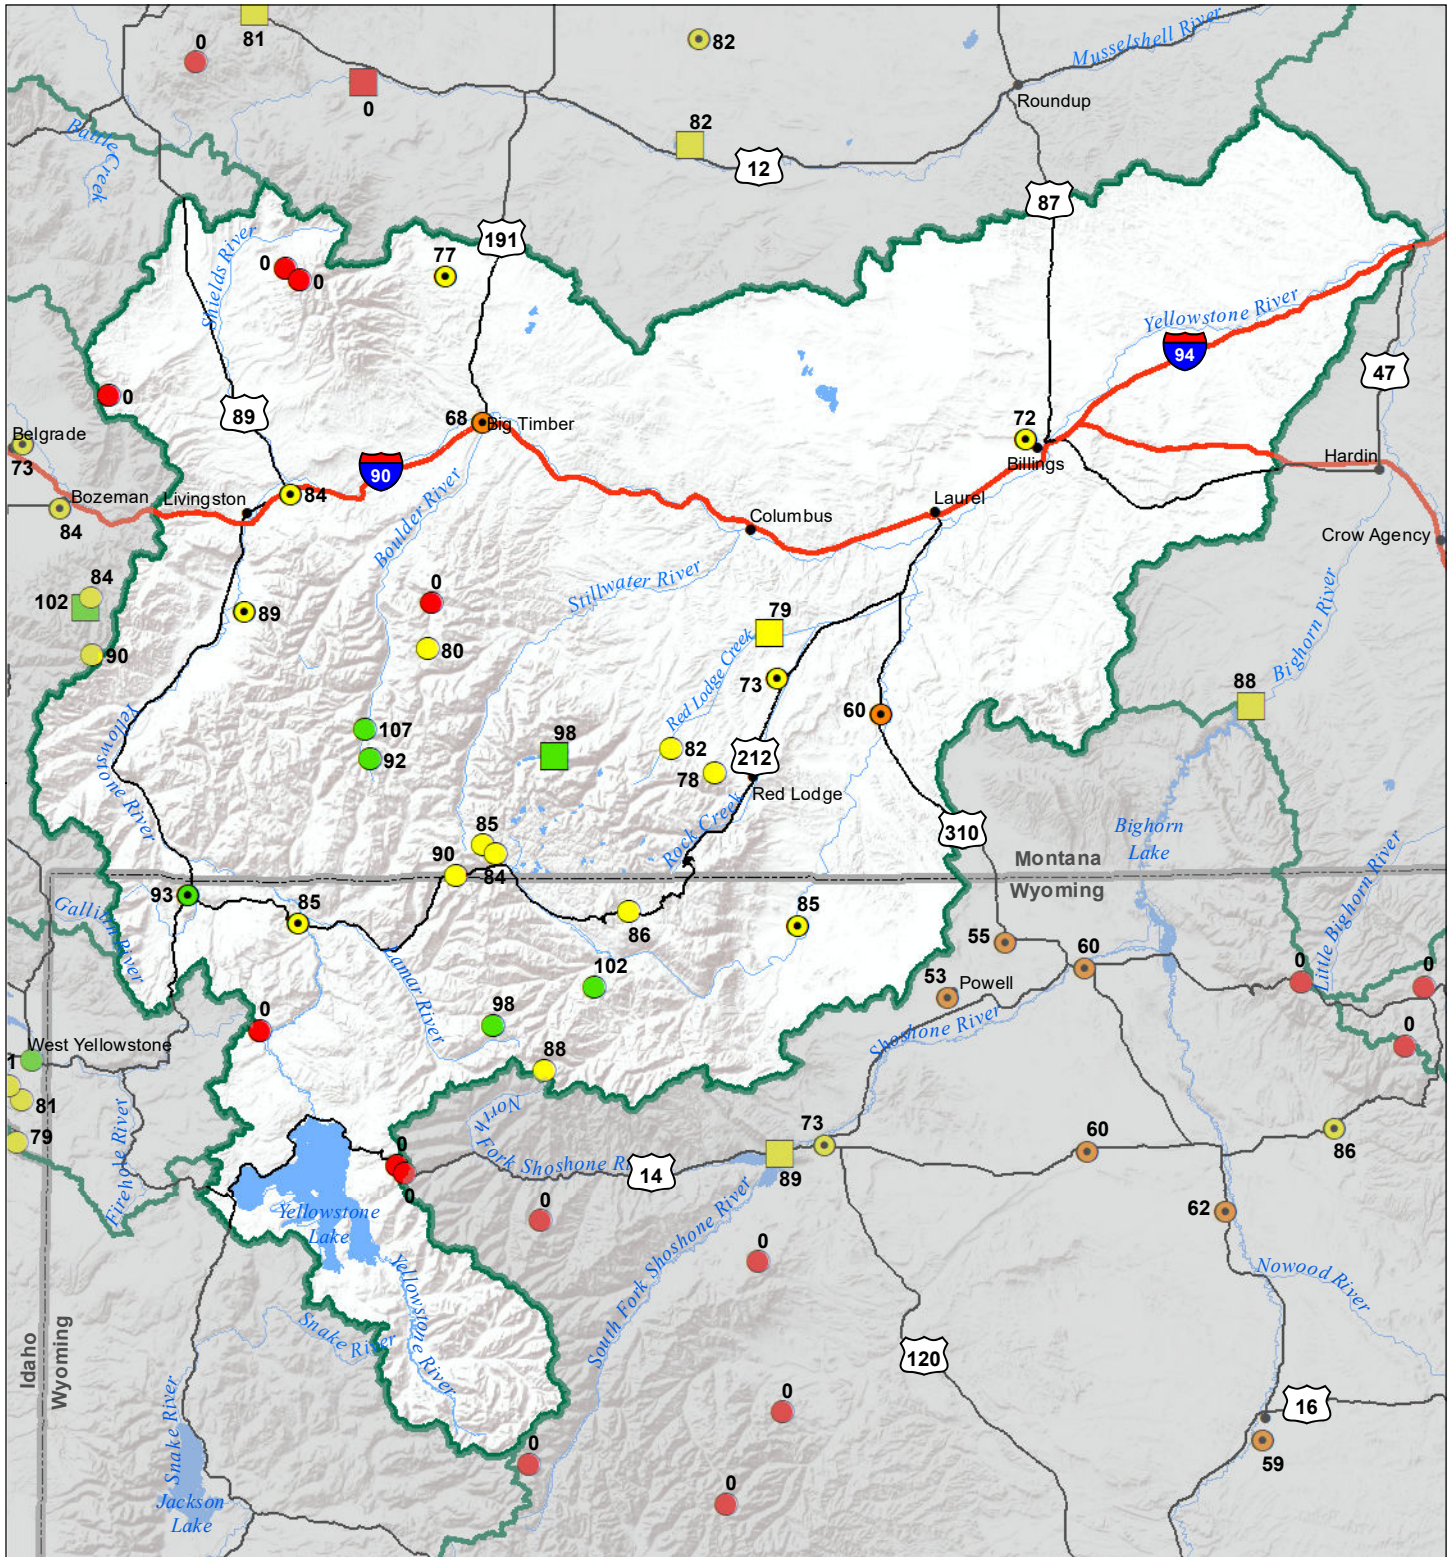 0
81
82
0
Musselshell River
Roundup
Battle
Creek
82
12
87
191
Shields River
0
0
77
Yellowstone River
94
47
0
89
68
Big Timber
72
Billings
Belgrade
73
90
Hardin
Bozeman
Livingston
84
84
Laurel
Columbus
Crow Agency
Boulder River
84
102
0
Stillwater River
89
79
Bighorn River
90
80
Red Lodge Creek
73
88
Yellowstone River
107
98
60
92
82
212
78
Red Lodge
Rock Creek
310
Bighorn
Lake
85
84
90
Montana
Wyoming
Little Bighorn River
93
Gallatin River
85
86
85
55
60
102
53
Powell
0
0
Lamar River
98
0
Shoshone River
0
West Yellowstone
88
1
81
North
Fork Shoshone Ri
73
60
86
79
Firehole River
0
14
89
0
0
62
Yellowstone
Lake
South Fork Shoshone River
0
Nowood River
Yellowstone River
Snake River
Idaho
Wyoming
120
0
16
Snake River
0
59
Jackson
Lake
0